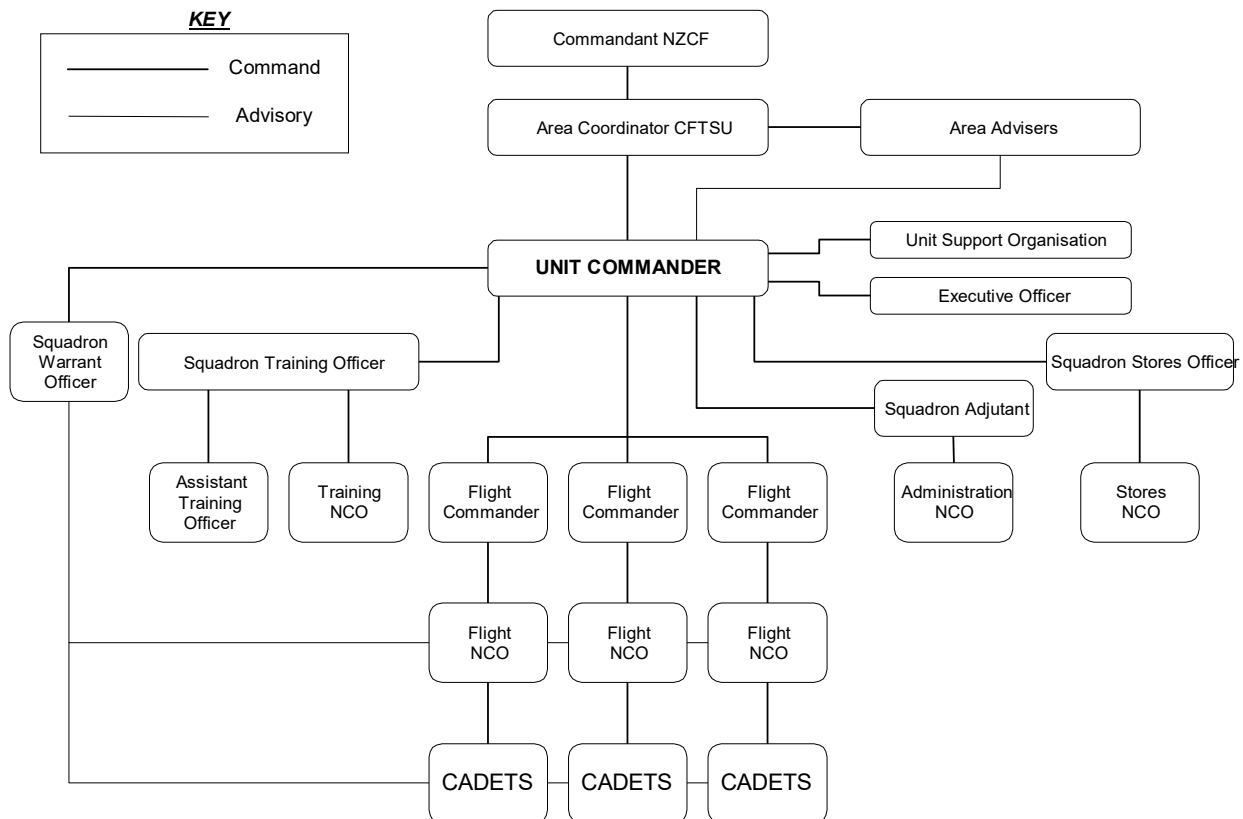 KEY
Command
Advisory
Commandant NZCF
Area Coordinator CFTSU
Area Advisers
Unit Support Organisation
UNIT COMMANDER
Executive Officer
Squadron
Warrant
Officer
Squadron Training Officer
Squadron Stores Officer
Squadron Adjutant
Assistant
Training
Officer
Training
NCO
Flight
Commander
Flight
Commander
Flight
Commander
Administration
NCO
Stores
NCO
Flight
NCO
Flight
NCO
Flight
NCO
CADETS
CADETS
CADETS